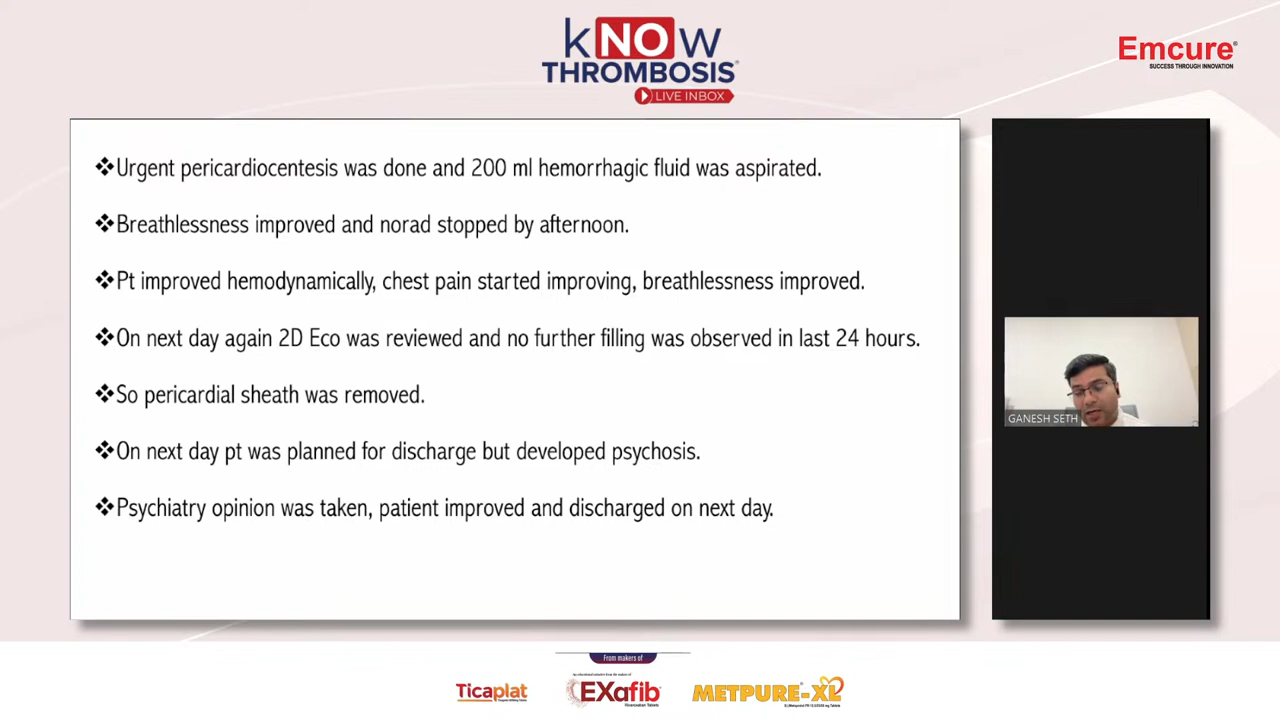 kNOw
THROMBOSIS
LIVE INBOX
Emcure®
SUCCESS THROUGH INNOVATION
❖Urgent pericardiocentesis was done and 200 ml hemorrhagic fluid was aspirated.
❖Breathlessness improved and norad stopped by afternoon.
❖Pt improved hemodynamically, chest pain started improving, breathlessness improved.
❖On next day again 2D Eco was reviewed and no further filling was observed in last 24 hours.
❖So pericardial sheath was removed.
❖On next day pt was planned for discharge but developed psychosis.
❖Psychiatry opinion was taken, patient improved and discharged on next day.
GANESH SETH
From makers of
Ticaplat
EXafib
Rivaroxaban Tablets
METPURE-XL